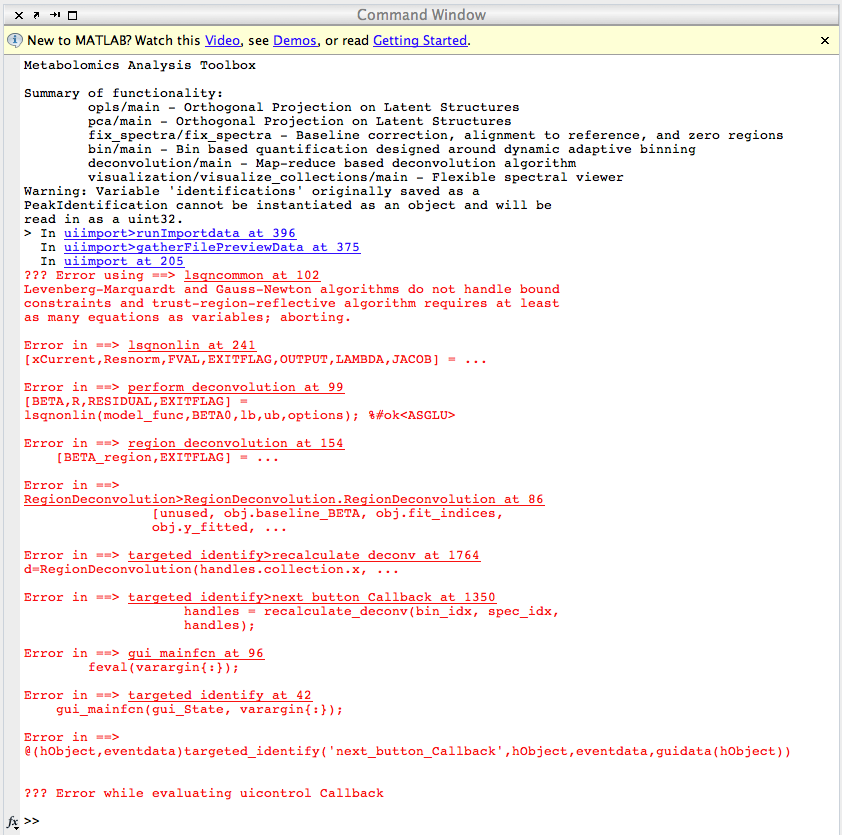 Command Window
New to MATLAB? Watch this Video, see Demos, or read Getting Started.
Metabolomics Analysis Toolbox
Summary of functionality:
opls/main - Orthogonal Projection on Latent Structures
pca/main - Orthogonal Projection on Latent Structures
fix_spectra/fix_spectra - Baseline correction, alignment to reference, and zero regions
bin/main - Bin based quantification designed around dynamic adaptive binning
deconvolution/main - Map-reduce based deconvolution algorithm
visualization/visualize_collections/main - Flexible spectral viewer
Warning: Variable 'identifications' originally saved as a
PeakIdentification cannot be instantiated as an object and will be
read in as a uint32.
> In uiimport>runImportdata at 396
In uiimport>gatherFilePreviewData at 375
In uiimport at 205
??? Error using ==> lsqncommon at 102
Levenberg-Marquardt and Gauss-Newton algorithms do not handle bound
constraints and trust-region-reflective algorithm requires at least
as many equations as variables; aborting.
Error in ==> lsqnonlin at 241
[xCurrent,Resnorm,FVAL,EXITFLAG,OUTPUT,LAMBDA,JACOB] = ...
Error in ==> perform_deconvolution at 99
[BETA,R,RESIDUAL,EXITFLAG] =
lsqnonlin(model_func,BETA0,lb,ub,options); %#ok<ASGLU>
Error in ==> region_deconvolution at 154
[BETA_region,EXITFLAG] = ...
Error in ==>
RegionDeconvolution>RegionDeconvolution.RegionDeconvolution at 86
[unused, obj.baseline_BETA, obj.fit_indices,
obj.y_fitted, ...
Error in ==> targeted_identify>recalculate_deconv at 1764
d=RegionDeconvolution(handles.collection.x, ...
Error in ==> targeted_identify>next_button_Callback at 1350
handles = recalculate_deconv(bin_idx, spec_idx,
handles);
Error in ==> gui_mainfcn at 96
feval(varargin{:});
Error in ==> targeted_identify at 42
gui_mainfcn(gui_State, varargin{:});
Error in ==>
@(hObject,eventdata)targeted_identify('next_button_Callback',hObject,eventdata,guidata(hObject))
??? Error while evaluating uicontrol Callback
fx >>